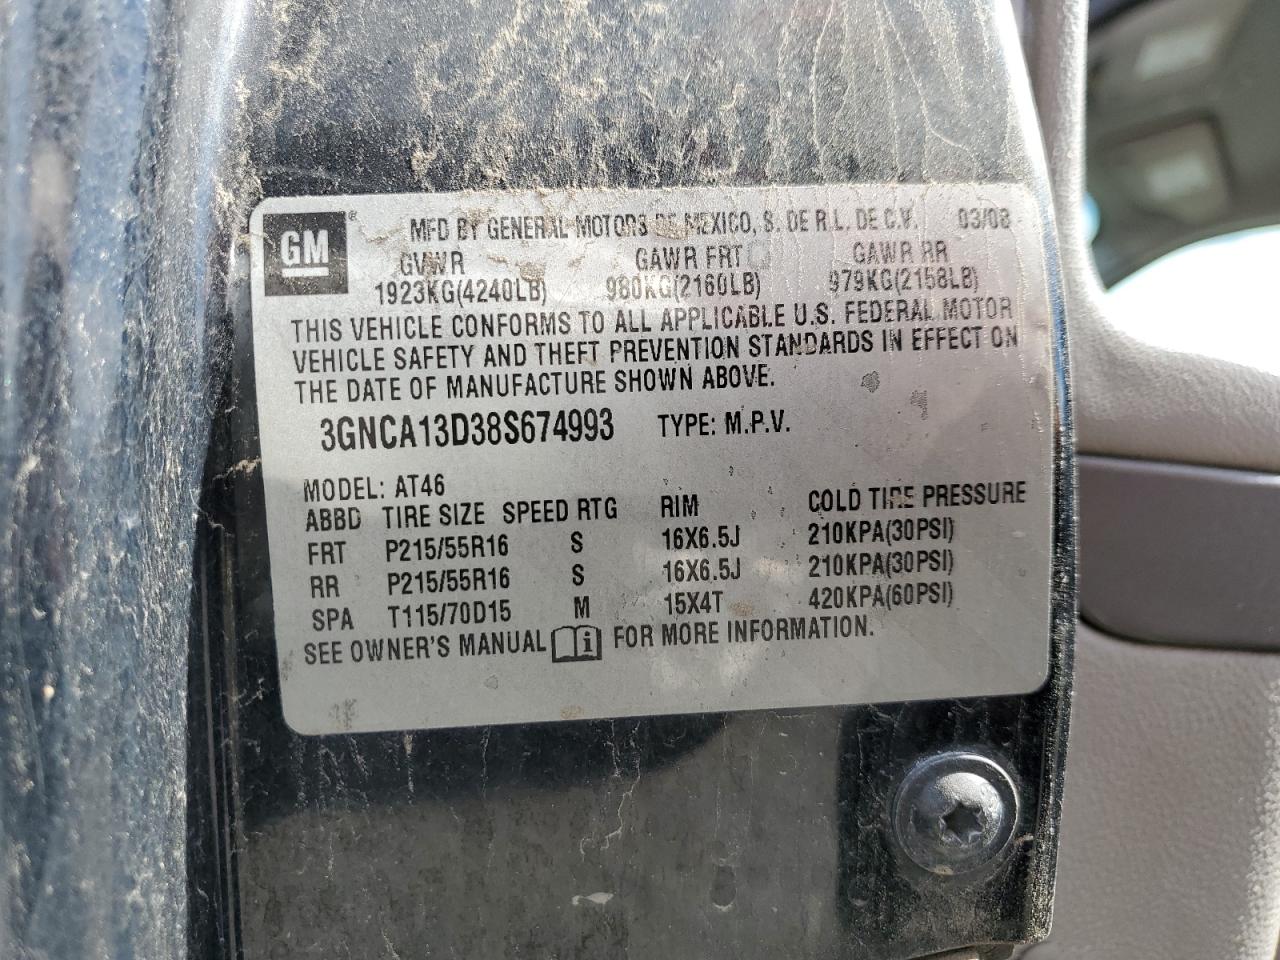 GM ® MFD BY GENERAL MOTORS DE MEXICO, S. DE R.L. DE C.V. 03/08
GVWR GAWR FRT GAWR RR
1923KG(4240LB) 980KG(2160LB) 979KG(2158LB)
THIS VEHICLE CONFORMS TO ALL APPLICABLE U.S. FEDERAL MOTOR
VEHICLE SAFETY AND THEFT PREVENTION STANDARDS IN EFFECT ON
THE DATE OF MANUFACTURE SHOWN ABOVE.
3GNCA13D38S674993 TYPE: M.P.V.
MODEL: AT46
ABBD TIRE SIZE SPEED RTG RIM COLD TIRE PRESSURE
FRT P215/55R16 S 16X6.5J 210KPA(30PSI)
RR P215/55R16 S 16X6.5J 210KPA(30PSI)
SPA T115/70D15 M 15X4T 420KPA(60PSI)
SEE OWNER'S MANUAL i FOR MORE INFORMATION.